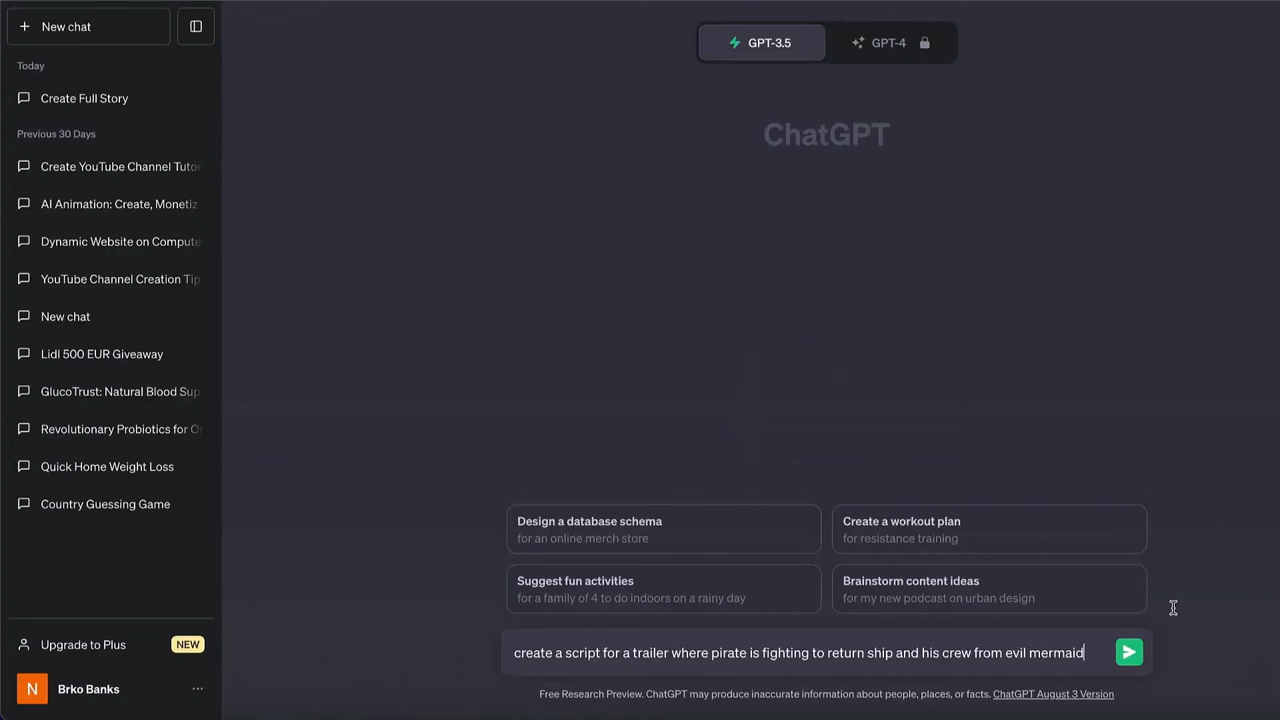 New chat
Today
Create Full Story
Previous 30 Days
Create YouTube Channel Tuto
AI Animation: Create, Monetiz
Dynamic Website on Compute
YouTube Channel Creation Tip
New chat
Lidl 500 EUR Giveaway
GlucoTrust: Natural Blood Sup
Revolutionary Probiotics for O
Quick Home Weight Loss
Country Guessing Game
Upgrade to Plus NEW
N Brko Banks
GPT-3.5 GPT-4
ChatGPT
Design a database schema
for an online merch store
Create a workout plan
for resistance training
Suggest fun activities
for a family of 4 to do indoors on a rainy day
Brainstorm content ideas
for my new podcast on urban design
create a script for a trailer where pirate is fighting to return ship and his crew from evil mermaid
Free Research Preview. ChatGPT may produce inaccurate information about people, places, or facts. ChatGPT August 3 Version